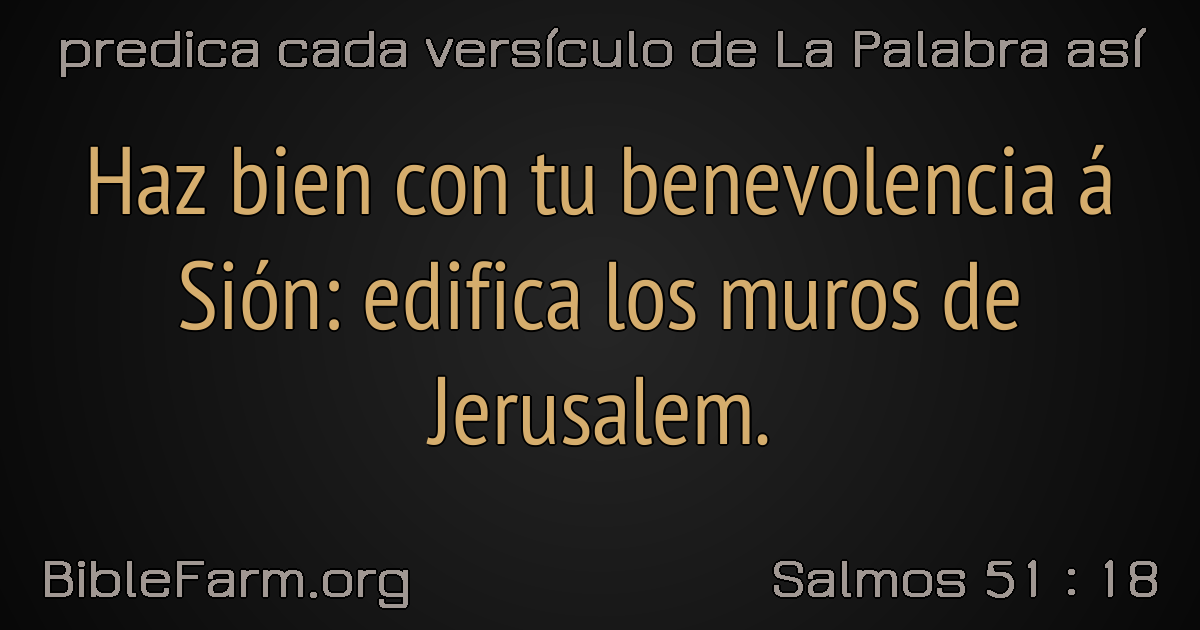 predica cada versículo de La Palabra así
Haz bien con tu benevolencia á
Sión: edifica los muros de
Jerusalem.
BibleFarm.org
Salmos 51 : 18